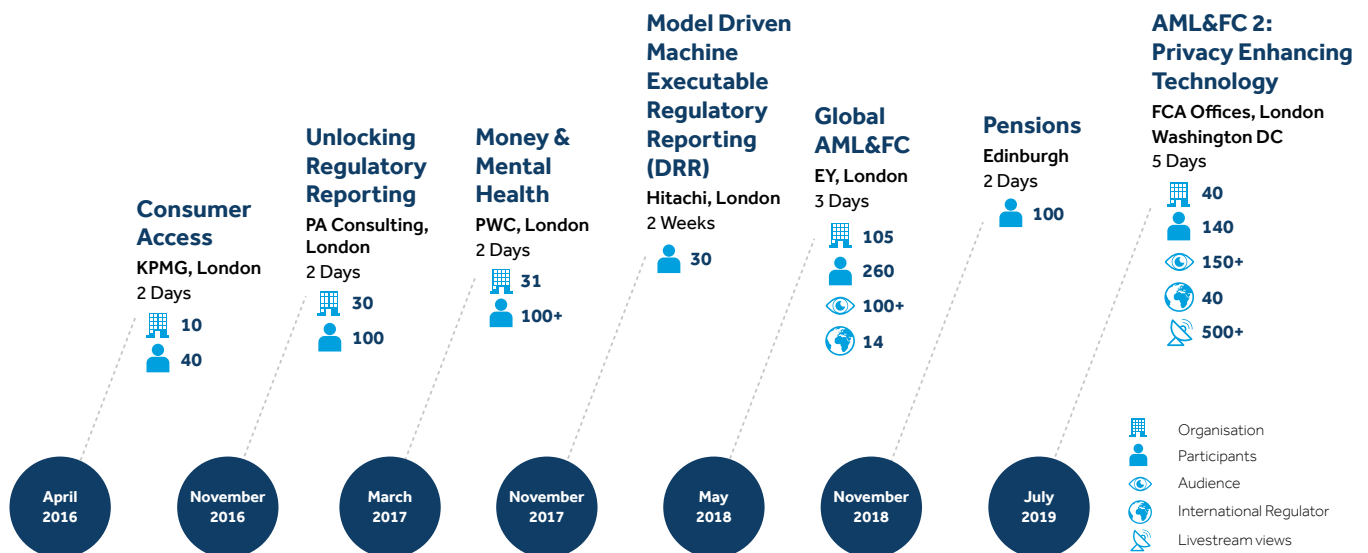 Consumer
Access
KPMG, London
2 Days
10
40
Unlocking
Regulatory
Reporting
PA Consulting,
London
2 Days
30
100
Money &
Mental
Health
PWC, London
2 Days
31
100+
Model Driven
Machine
Executable
Regulatory
Reporting
(DRR)
Hitachi, London
2 Weeks
30
Global
AML&FC
EY, London
3 Days
105
260
100+
14
Pensions
Edinburgh
2 Days
100
AML&FC 2:
Privacy Enhancing
Technology
FCA Offices, London
Washington DC
5 Days
40
140
150+
40
500+
April
2016
November
2016
March
2017
November
2017
May
2018
November
2018
July
2019
Organisation
Participants
Audience
International Regulator
Livestream views